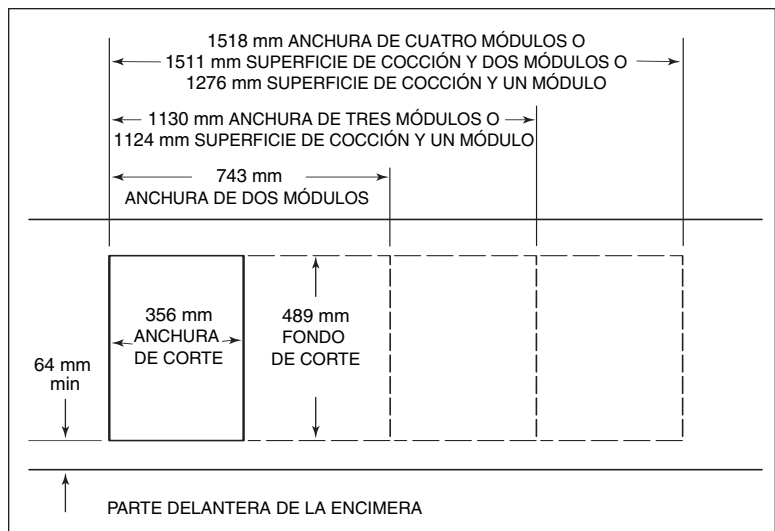 1518 mm ANCHURA DE CUATRO MÓDULOS O
1511 mm SUPERFICIE DE COCCIÓN Y DOS MÓDULOS O
1276 mm SUPERFICIE DE COCCIÓN Y UN MÓDULO
1130 mm ANCHURA DE TRES MÓDULOS O
1124 mm SUPERFICIE DE COCCIÓN Y UN MÓDULO
743 mm
ANCHURA DE DOS MÓDULOS
356 mm
ANCHURA
DE CORTE
489 mm
FONDO
DE CORTE
64 mm
min
PARTE DELANTERA DE LA ENCIMERA